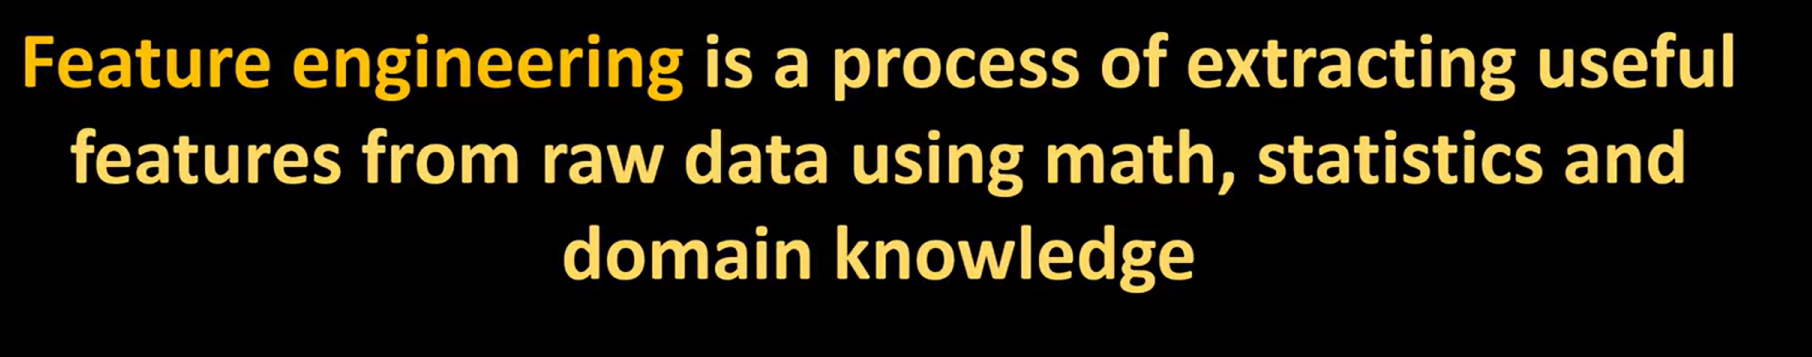 Feature engineering is a process of extracting useful
features from raw data using math, statistics and
domain knowledge